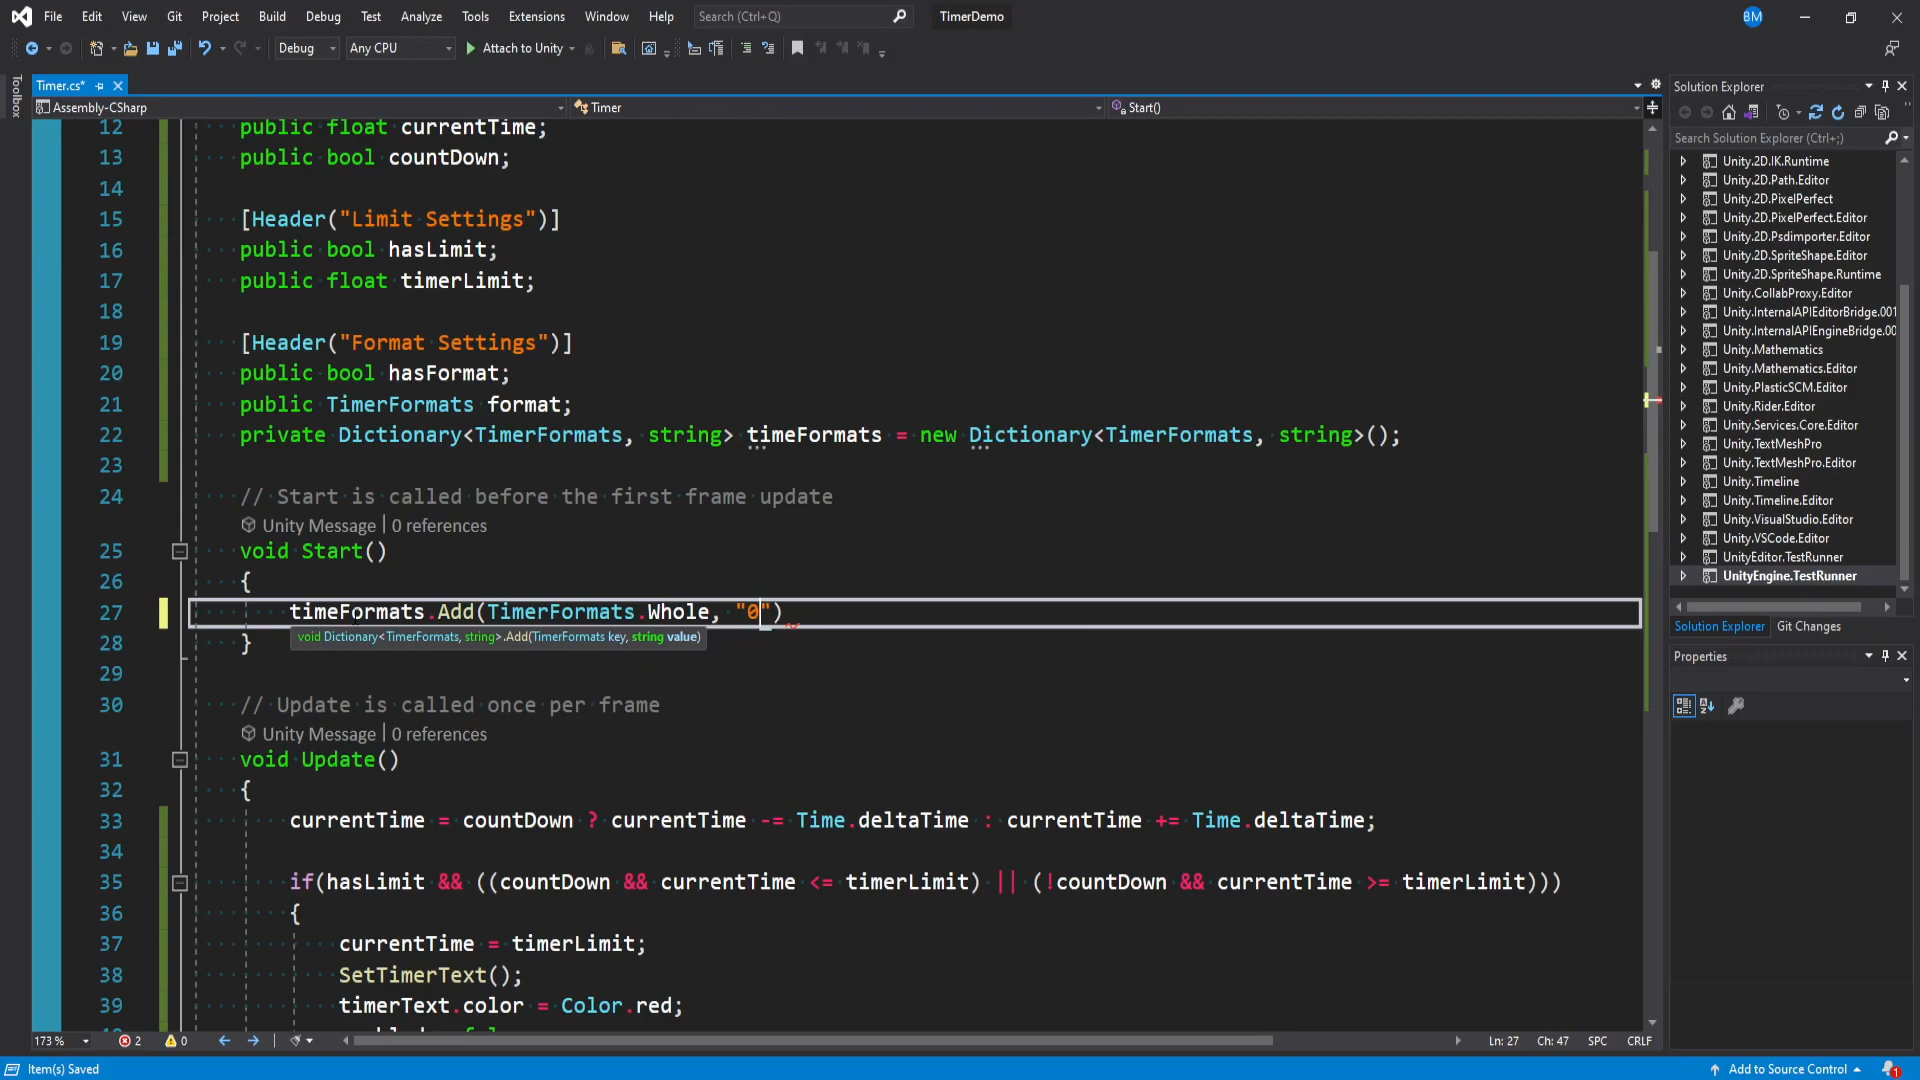 File Edit View Git Project Build Debug Test Analyze Tools Extensions Window Help Search (Ctrl+Q) TimerDemo BM
Debug Any CPU Attach to Unity
Toolbox
Timer.cs*
Assembly-CSharp Timer Start()
12 public float currentTime;
13 public bool countDown;
14
15 [Header("Limit Settings")]
16 public bool hasLimit;
17 public float timerLimit;
18
19 [Header("Format Settings")]
20 public bool hasFormat;
21 public TimerFormats format;
22 private Dictionary<TimerFormats, string> timeFormats = new Dictionary<TimerFormats, string>();
23
24 // Start is called before the first frame update
Unity Message | 0 references
25 void Start()
26 {
27 timeFormats.Add(TimerFormats.Whole, "0")
void Dictionary<TimerFormats, string>.Add(TimerFormats key, string value)
28 }
29
30 // Update is called once per frame
Unity Message | 0 references
31 void Update()
32 {
33 currentTime = countDown ? currentTime -= Time.deltaTime : currentTime += Time.deltaTime;
34
35 if(hasLimit && ((countDown && currentTime <= timerLimit) || (!countDown && currentTime >= timerLimit)))
36 {
37 currentTime = timerLimit;
38 SetTimerText();
39 timerText.color = Color.red;
173 % 2 0 Ln: 27 Ch: 47 SPC CRLF
Solution Explorer
Search Solution Explorer (Ctrl+;)
Unity.2D.IK.Runtime
Unity.2D.Path.Editor
Unity.2D.PixelPerfect
Unity.2D.PixelPerfect.Editor
Unity.2D.Psdimporter.Editor
Unity.2D.SpriteShape.Editor
Unity.2D.SpriteShape.Runtime
Unity.CollabProxy.Editor
Unity.InternalAPIEditorBridge.001
Unity.InternalAPIEngineBridge.00
Unity.Mathematics
Unity.Mathematics.Editor
Unity.PlasticSCM.Editor
Unity.Rider.Editor
Unity.Services.Core.Editor
Unity.TextMeshPro
Unity.TextMeshPro.Editor
Unity.Timeline
Unity.Timeline.Editor
Unity.VisualStudio.Editor
Unity.VSCode.Editor
UnityEditor.TestRunner
UnityEngine.TestRunner
Solution Explorer Git Changes
Properties
Item(s) Saved
Add to Source Control 1